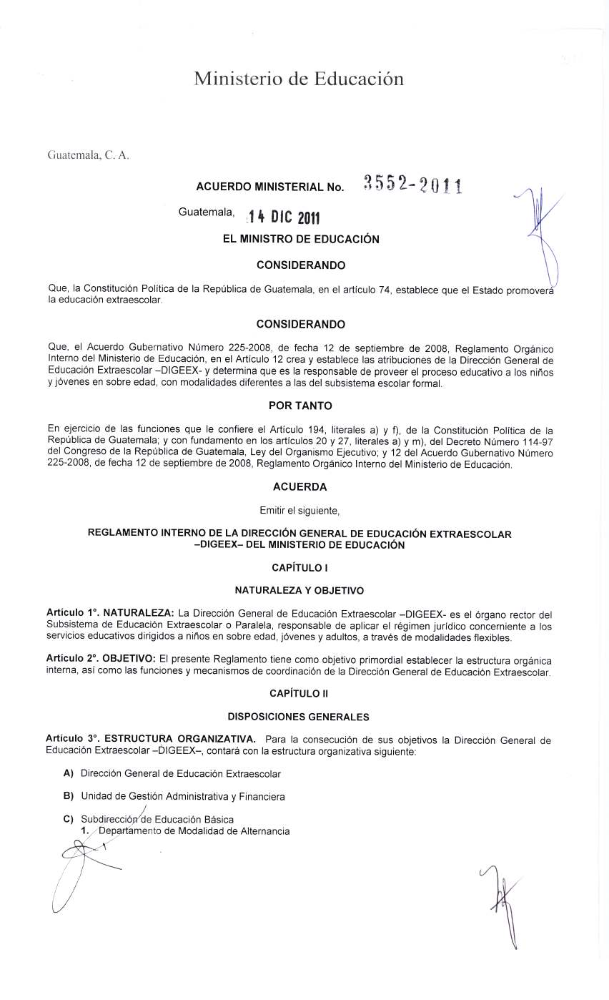 Ministerio de Educación
Guatemala, C. A.
ACUERDO MINISTERIAL No. 3552-2011
Guatemala, 14 DIC 2011
EL MINISTRO DE EDUCACIÓN
CONSIDERANDO
Que, la Constitución Política de la República de Guatemala, en el artículo 74, establece que el Estado promoverá
la educación extraescolar.
CONSIDERANDO
Que, el Acuerdo Gubernativo Número 225-2008, de fecha 12 de septiembre de 2008, Reglamento Orgánico
Interno del Ministerio de Educación, en el Artículo 12 crea y establece las atribuciones de la Dirección General de
Educación Extraescolar –DIGEEX- y determina que es la responsable de proveer el proceso educativo a los niños
y jóvenes en sobre edad, con modalidades diferentes a las del subsistema escolar formal.
POR TANTO
En ejercicio de las funciones que le confiere el Artículo 194, literales a) y f), de la Constitución Política de la
República de Guatemala; y con fundamento en los artículos 20 y 27, literales a) y m), del Decreto Número 114-97
del Congreso de la República de Guatemala, Ley del Organismo Ejecutivo; y 12 del Acuerdo Gubernativo Número
225-2008, de fecha 12 de septiembre de 2008, Reglamento Orgánico Interno del Ministerio de Educación.
ACUERDA
Emitir el siguiente,
REGLAMENTO INTERNO DE LA DIRECCIÓN GENERAL DE EDUCACIÓN EXTRAESCOLAR
–DIGEEX– DEL MINISTERIO DE EDUCACIÓN
CAPÍTULO I
NATURALEZA Y OBJETIVO
Artículo 1°. NATURALEZA: La Dirección General de Educación Extraescolar –DIGEEX- es el órgano rector del
Subsistema de Educación Extraescolar o Paralela, responsable de aplicar el régimen jurídico concerniente a los
servicios educativos dirigidos a niños en sobre edad, jóvenes y adultos, a través de modalidades flexibles.
Artículo 2°. OBJETIVO: El presente Reglamento tiene como objetivo primordial establecer la estructura orgánica
interna, así como las funciones y mecanismos de coordinación de la Dirección General de Educación Extraescolar.
CAPÍTULO II
DISPOSICIONES GENERALES
Artículo 3°. ESTRUCTURA ORGANIZATIVA. Para la consecución de sus objetivos la Dirección General de
Educación Extraescolar –DIGEEX–, contará con la estructura organizativa siguiente:
A) Dirección General de Educación Extraescolar
B) Unidad de Gestión Administrativa y Financiera
C) Subdirección de Educación Básica
1. Departamento de Modalidad de Alternancia